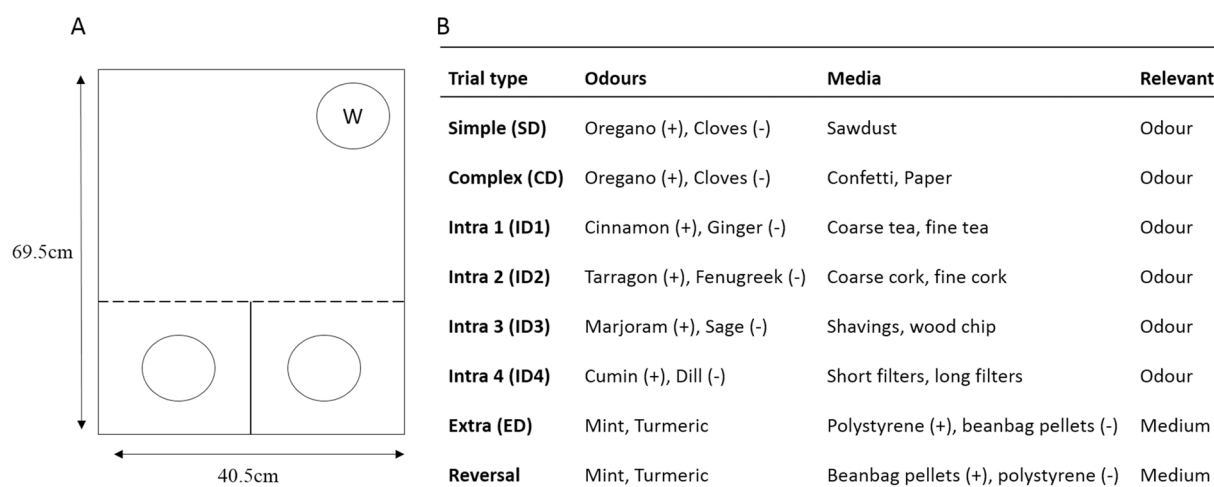 A
W
69.5cm
40.5cm
B
Trial type Odours Media Relevant
Simple (SD) Oregano (+), Cloves (-) Sawdust Odour
Complex (CD) Oregano (+), Cloves (-) Confetti, Paper Odour
Intra 1 (ID1) Cinnamon (+), Ginger (-) Coarse tea, fine tea Odour
Intra 2 (ID2) Tarragon (+), Fenugreek (-) Coarse cork, fine cork Odour
Intra 3 (ID3) Marjoram (+), Sage (-) Shavings, wood chip Odour
Intra 4 (ID4) Cumin (+), Dill (-) Short filters, long filters Odour
Extra (ED) Mint, Turmeric Polystyrene (+), beanbag pellets (-) Medium
Reversal Mint, Turmeric Beanbag pellets (+), polystyrene (-) Medium